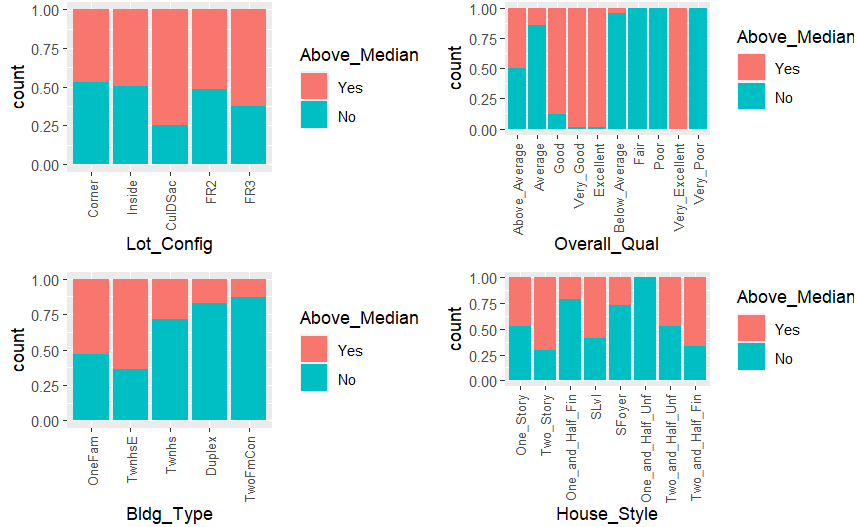 1.00
0.75
0.50
0.25
0.00
count
Corner
Inside
CulDSac
FR2
FR3
Lot_Config
Above_Median
Yes
No
1.00
0.75
0.50
0.25
0.00
count
Above_Average
Average
Good
Very_Good
Excellent
Below_Average
Fair
Poor
Very_Excellent
Very_Poor
Overall_Qual
Above_Median
Yes
No
1.00
0.75
0.50
0.25
0.00
count
OneFam
TwnhsE
Twnhs
Duplex
TwoFmCon
Bldg_Type
Above_Median
Yes
No
1.00
0.75
0.50
0.25
0.00
count
One_Story
Two_Story
One_and_Half_Fin
SLvl
SFoyer
One_and_Half_Unf
Two_and_Half_Unf
Two_and_Half_Fin
House_Style
Above_Median
Yes
No